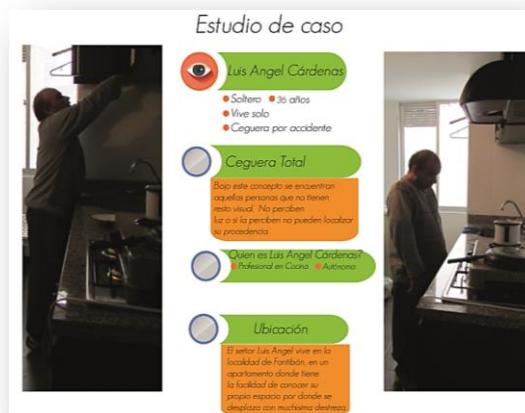 Estudio de caso
Luis Angel Cárdenas
Soltero 36 años
Vive solo
Ceguera por accidente
Ceguera Total
Bajo este concepto se encuentran
aquellas personas que no tienen
resto visual. No perciben
luz o si la perciben no pueden localizar
su procedencia.
Quien es Luis Angel Cárdenas?
Profesional en Cocina Autónomo
Ubicación
El señor Luis Angel vive en la
localidad de Fontibón, en un
apartamento donde tiene
la facilidad de conocer su
propio espacio por donde se
desplaza con muchísima destreza.